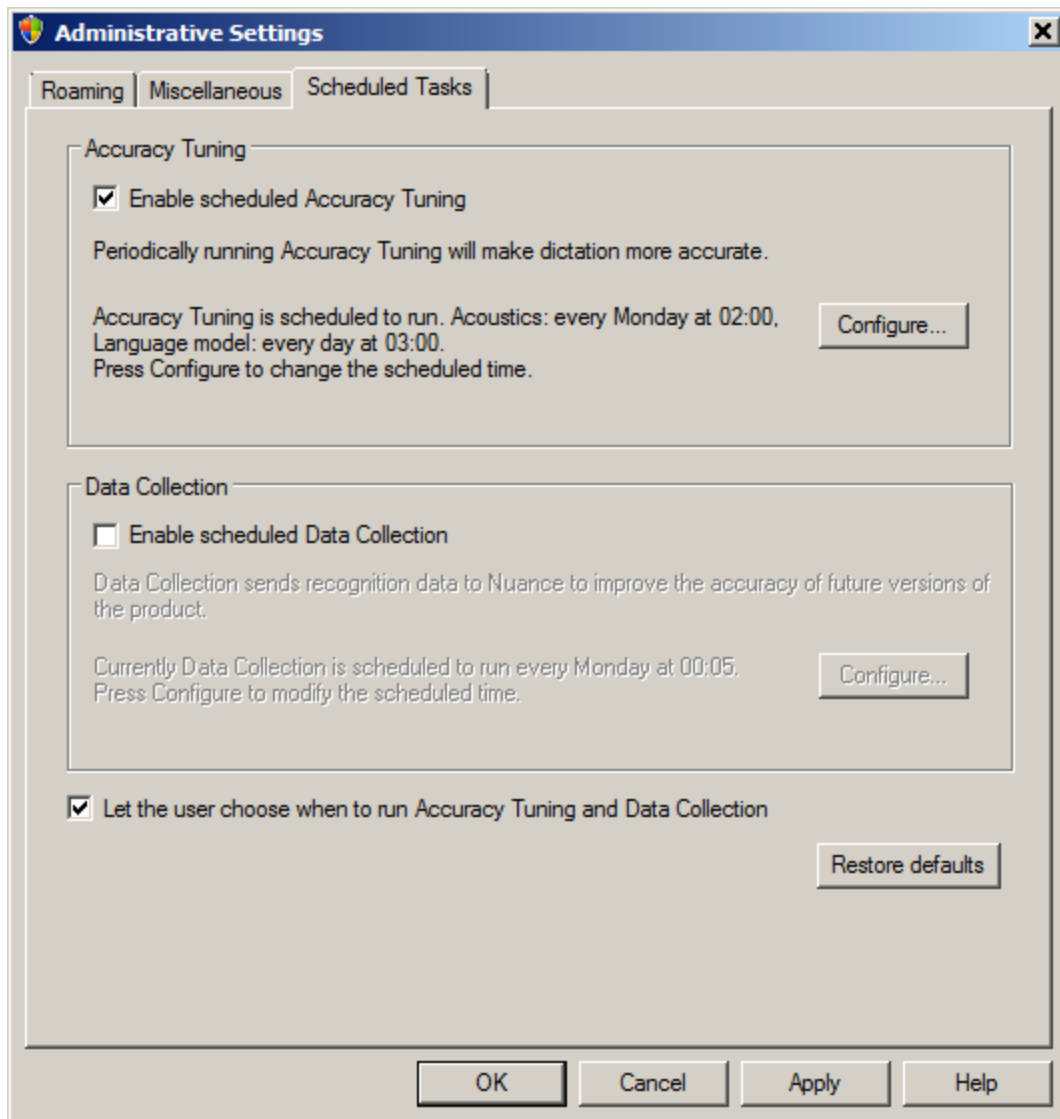 Administrative Settings
Roaming Miscellaneous Scheduled Tasks
Accuracy Tuning
Enable scheduled Accuracy Tuning
Periodically running Accuracy Tuning will make dictation more accurate.
Accuracy Tuning is scheduled to run. Acoustics: every Monday at 02:00,
Language model: every day at 03:00.
Press Configure to change the scheduled time.
Configure...
Data Collection
Enable scheduled Data Collection
Data Collection sends recognition data to Nuance to improve the accuracy of future versions of
the product.
Currently Data Collection is scheduled to run every Monday at 00:05.
Press Configure to modify the scheduled time.
Configure...
Let the user choose when to run Accuracy Tuning and Data Collection
Restore defaults
OK Cancel Apply Help